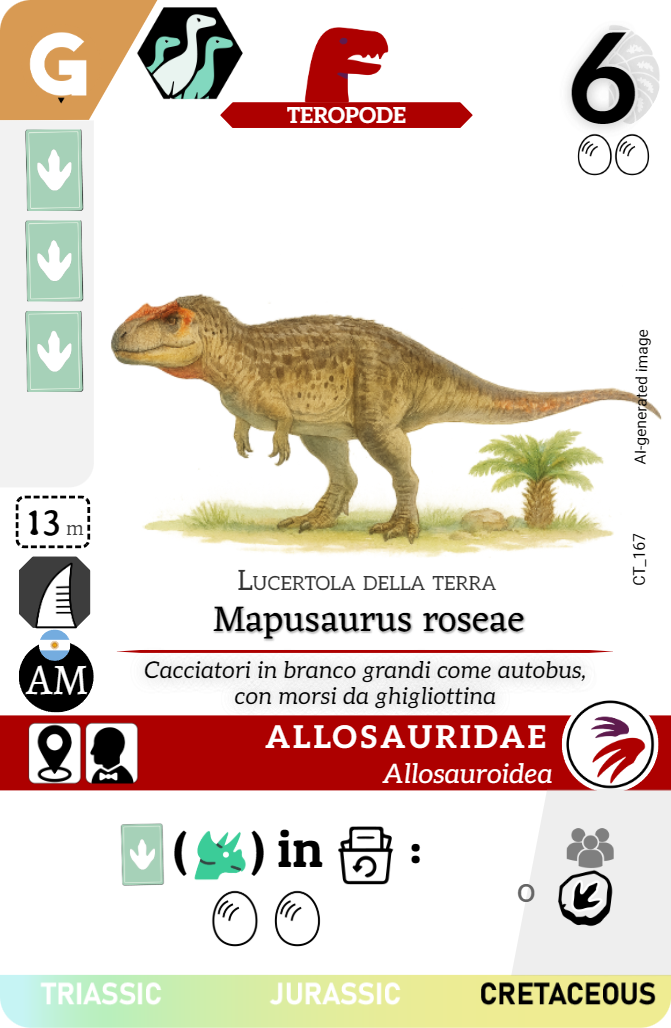 G
TEROPODE
6
AI-generated image
13 m
CT_167
Lucertola della terra
Mapusaurus roseae
AM
Cacciatori in branco grandi come autobus,
con morsi da ghigliottina
ALLOSAURIDAE
Allosauroidea
( ) in :
o
TRIASSIC JURASSIC CRETACEOUS